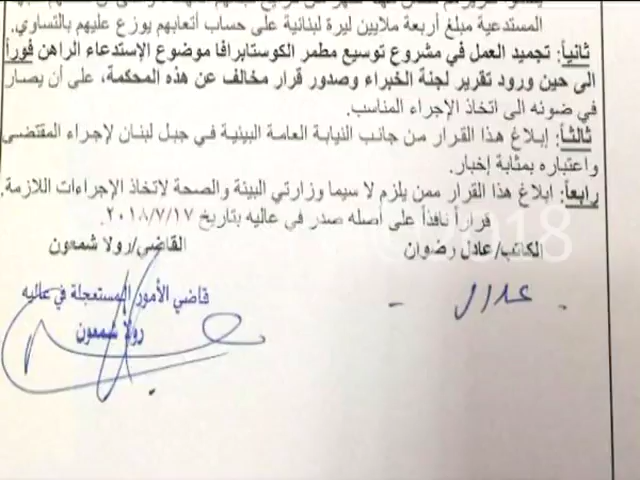 المستدعية مبلغ أربعة ملايين ليرة لبنانية على حساب أتعابهم يوزع عليهم بالتساوي.
ثانياً: تجميد العمل في مشروع توسيع مطمر الكوستابرافا موضوع الإستدعاء الراهن فوراً
الى حين ورود تقرير لجنة الخبراء وصدور قرار مخالف عن هذه المحكمة، على أن يصار
في ضوئه الى اتخاذ الإجراء المناسب.
ثالثاً: إبلاغ هذا القرار من جانب النيابة العامة البيئية في جبل لبنان لإجراء المقتضى
واعتباره بمثابة إخبار.
رابعاً: ابلاغ هذا القرار ممن يلزم لا سيما وزارتي البيئة والصحة لاتخاذ الإجراءات اللازمة.
قراراً نافذاً على أصله صدر في عاليه بتاريخ ٢٠١٨/٧/١٧.
الكاتب/عادل رضوان القاضي/رولا شمعون
قاضي الأمور المستعجلة في عاليه
رولا شمعون
2018